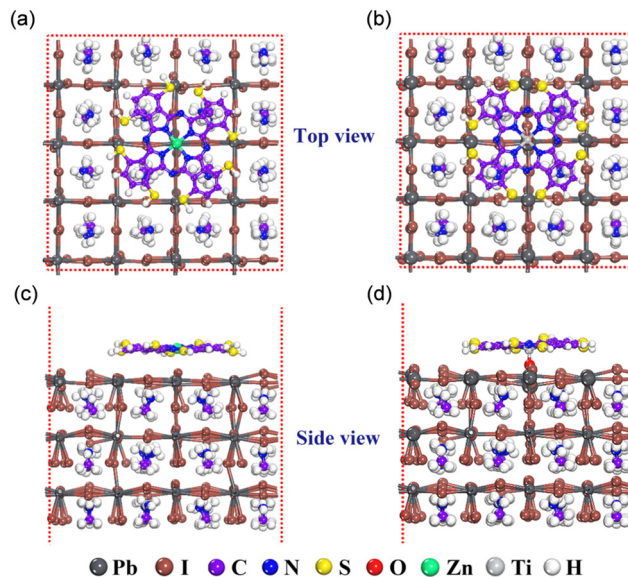 (a)
(b)
Top view
(c)
(d)
Side view
Pb I C N S O Zn Ti H